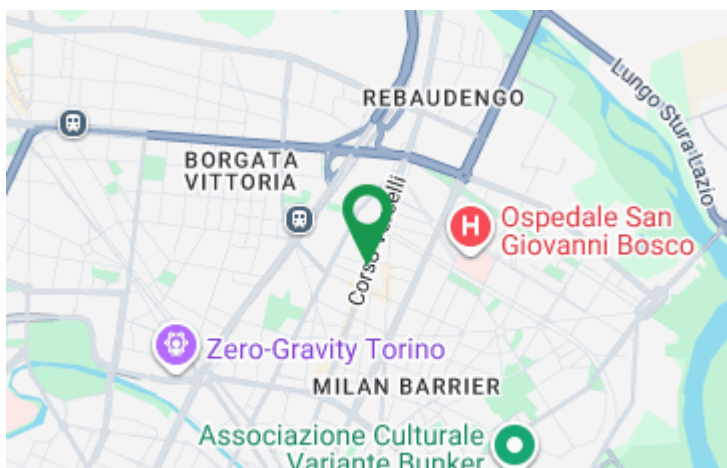 REBAUDENGO
Lungo Stura Lazio
BORGATA
VITTORIA
Corso
Ospedale San
Giovanni Bosco
H
Zero-Gravity Torino
MILAN BARRIER
Associazione Culturale
Variante Bunker